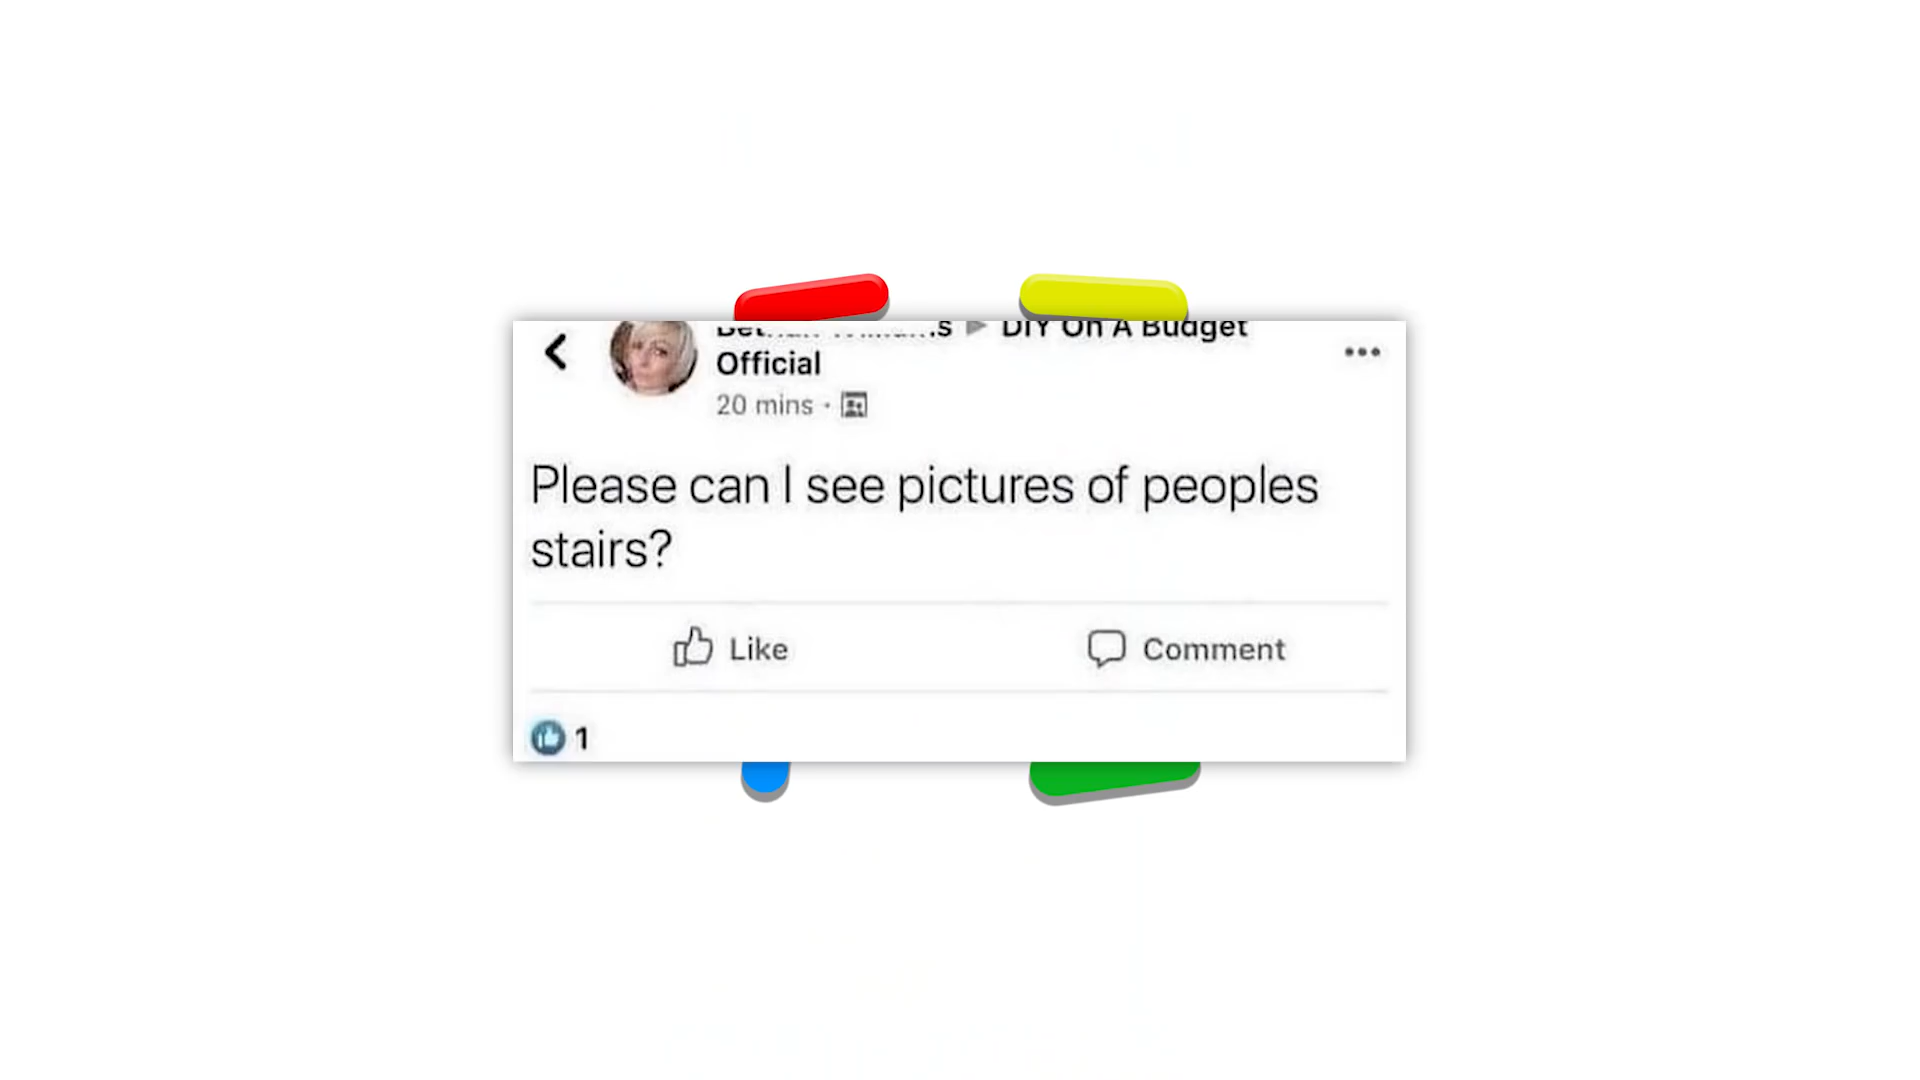 DIY On A Budget
Official
20 mins ·
Please can I see pictures of peoples
stairs?
Like
Comment
1